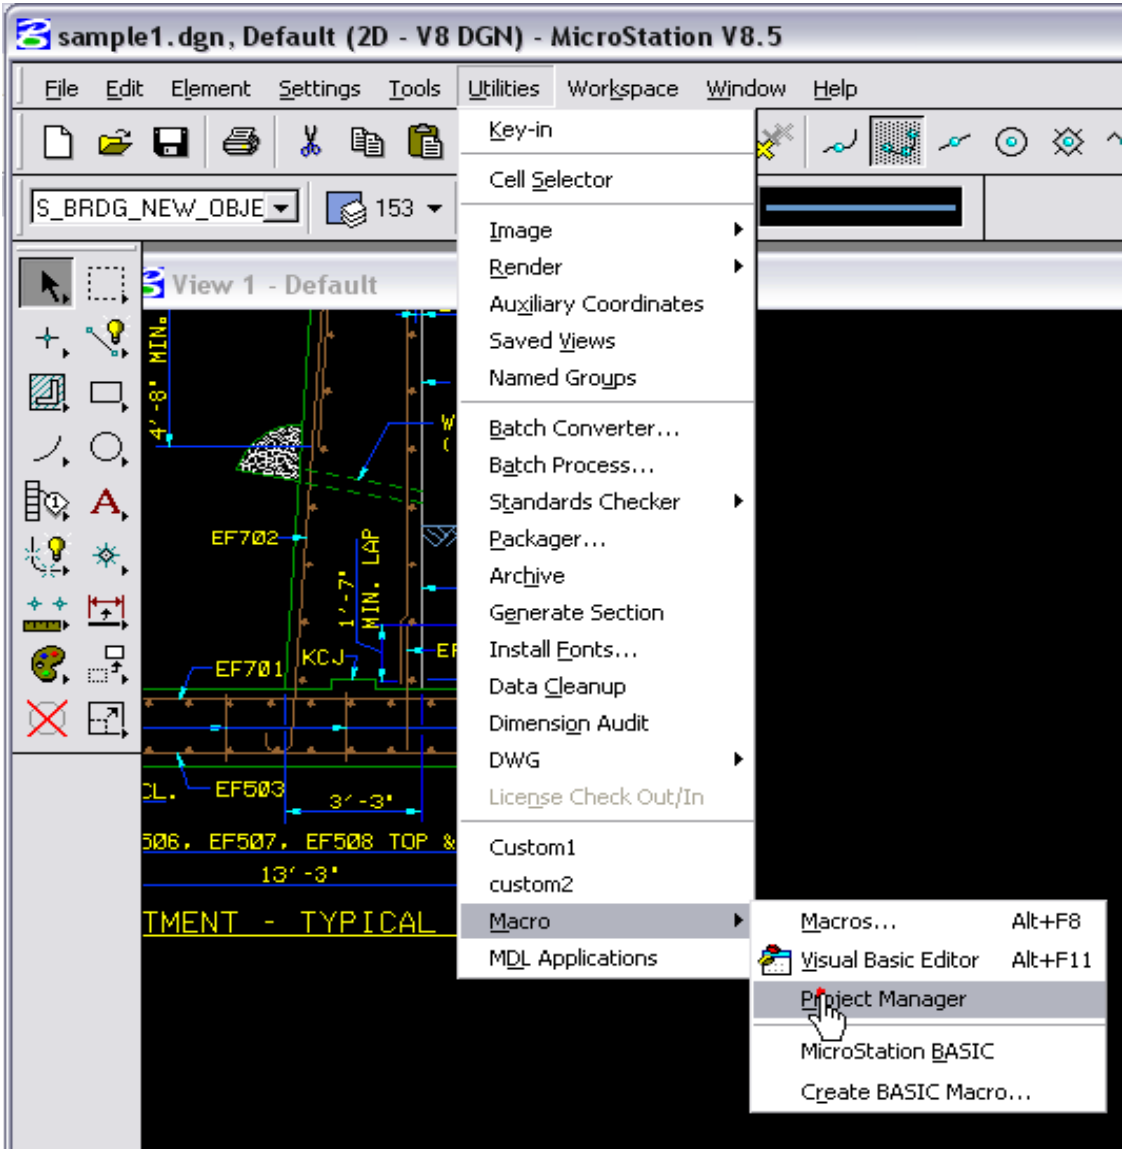 sample1.dgn, Default (2D - V8 DGN) - MicroStation V8.5
File Edit Element Settings Tools Utilities Workspace Window Help
S_BRDG_NEW_OBJE
153
View 1 - Default
Key-in
Cell Selector
Image
Render
Auxiliary Coordinates
Saved Views
Named Groups
Batch Converter...
Batch Process...
Standards Checker
Packager...
Archive
Generate Section
Install Fonts...
Data Cleanup
Dimension Audit
DWG
License Check Out/In
Custom1
custom2
Macro
MDL Applications
Macros... Alt+F8
Visual Basic Editor Alt+F11
Project Manager
MicroStation BASIC
Create BASIC Macro...
4'-8" MIN.
W
(
EF702
1'-7"
MIN. LAP
KCJ
EF
EF701
EF503
CL.
3'-3"
506, EF507, EF508 TOP &
13'-3"
TMENT - TYPICAL